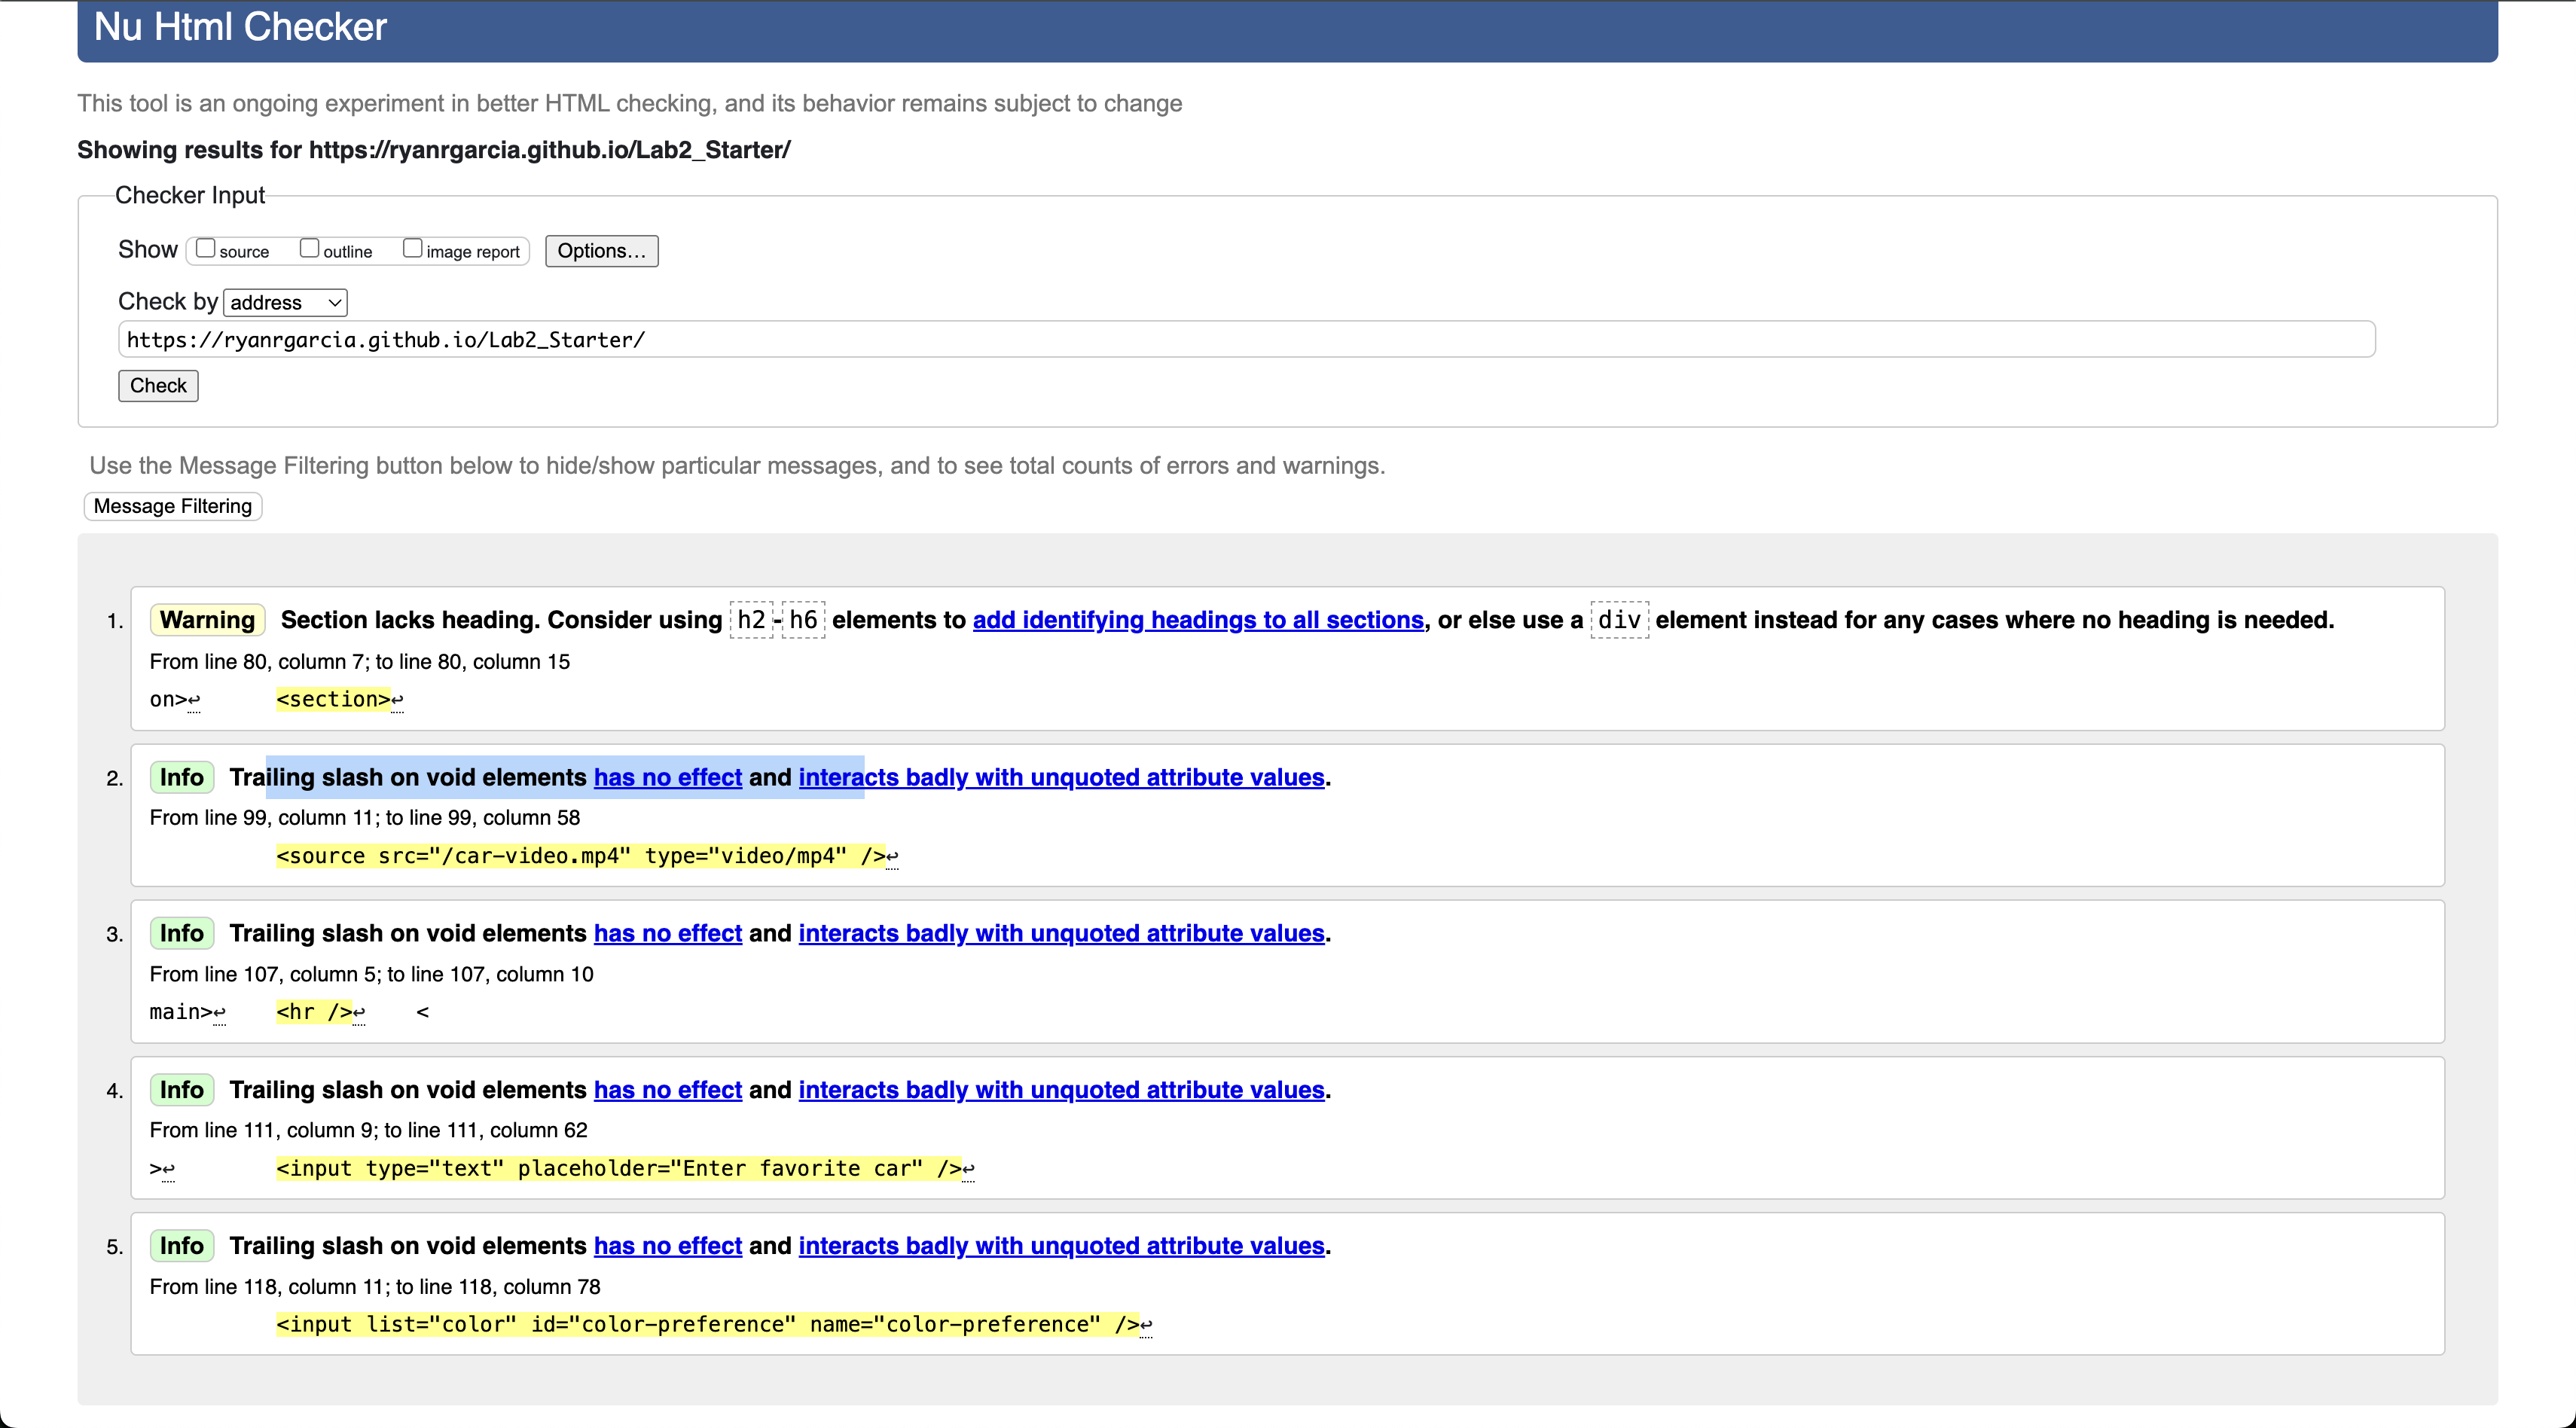 Nu Html Checker
This tool is an ongoing experiment in better HTML checking, and its behavior remains subject to change
Showing results for https://ryanrgarcia.github.io/Lab2_Starter/
Checker Input
Show source outline image report Options...
Check by address
https://ryanrgarcia.github.io/Lab2_Starter/
Check
Use the Message Filtering button below to hide/show particular messages, and to see total counts of errors and warnings.
Message Filtering
1. Warning Section lacks heading. Consider using h2-h6 elements to add identifying headings to all sections, or else use a div element instead for any cases where no heading is needed.
From line 80, column 7; to line 80, column 15
on>↩ <section>↩
2. Info Trailing slash on void elements has no effect and interacts badly with unquoted attribute values.
From line 99, column 11; to line 99, column 58
<source src="/car-video.mp4" type="video/mp4" />↩
3. Info Trailing slash on void elements has no effect and interacts badly with unquoted attribute values.
From line 107, column 5; to line 107, column 10
main>↩ <hr />↩ <
4. Info Trailing slash on void elements has no effect and interacts badly with unquoted attribute values.
From line 111, column 9; to line 111, column 62
>↩ <input type="text" placeholder="Enter favorite car" />↩
5. Info Trailing slash on void elements has no effect and interacts badly with unquoted attribute values.
From line 118, column 11; to line 118, column 78
<input list="color" id="color-preference" name="color-preference" />↩